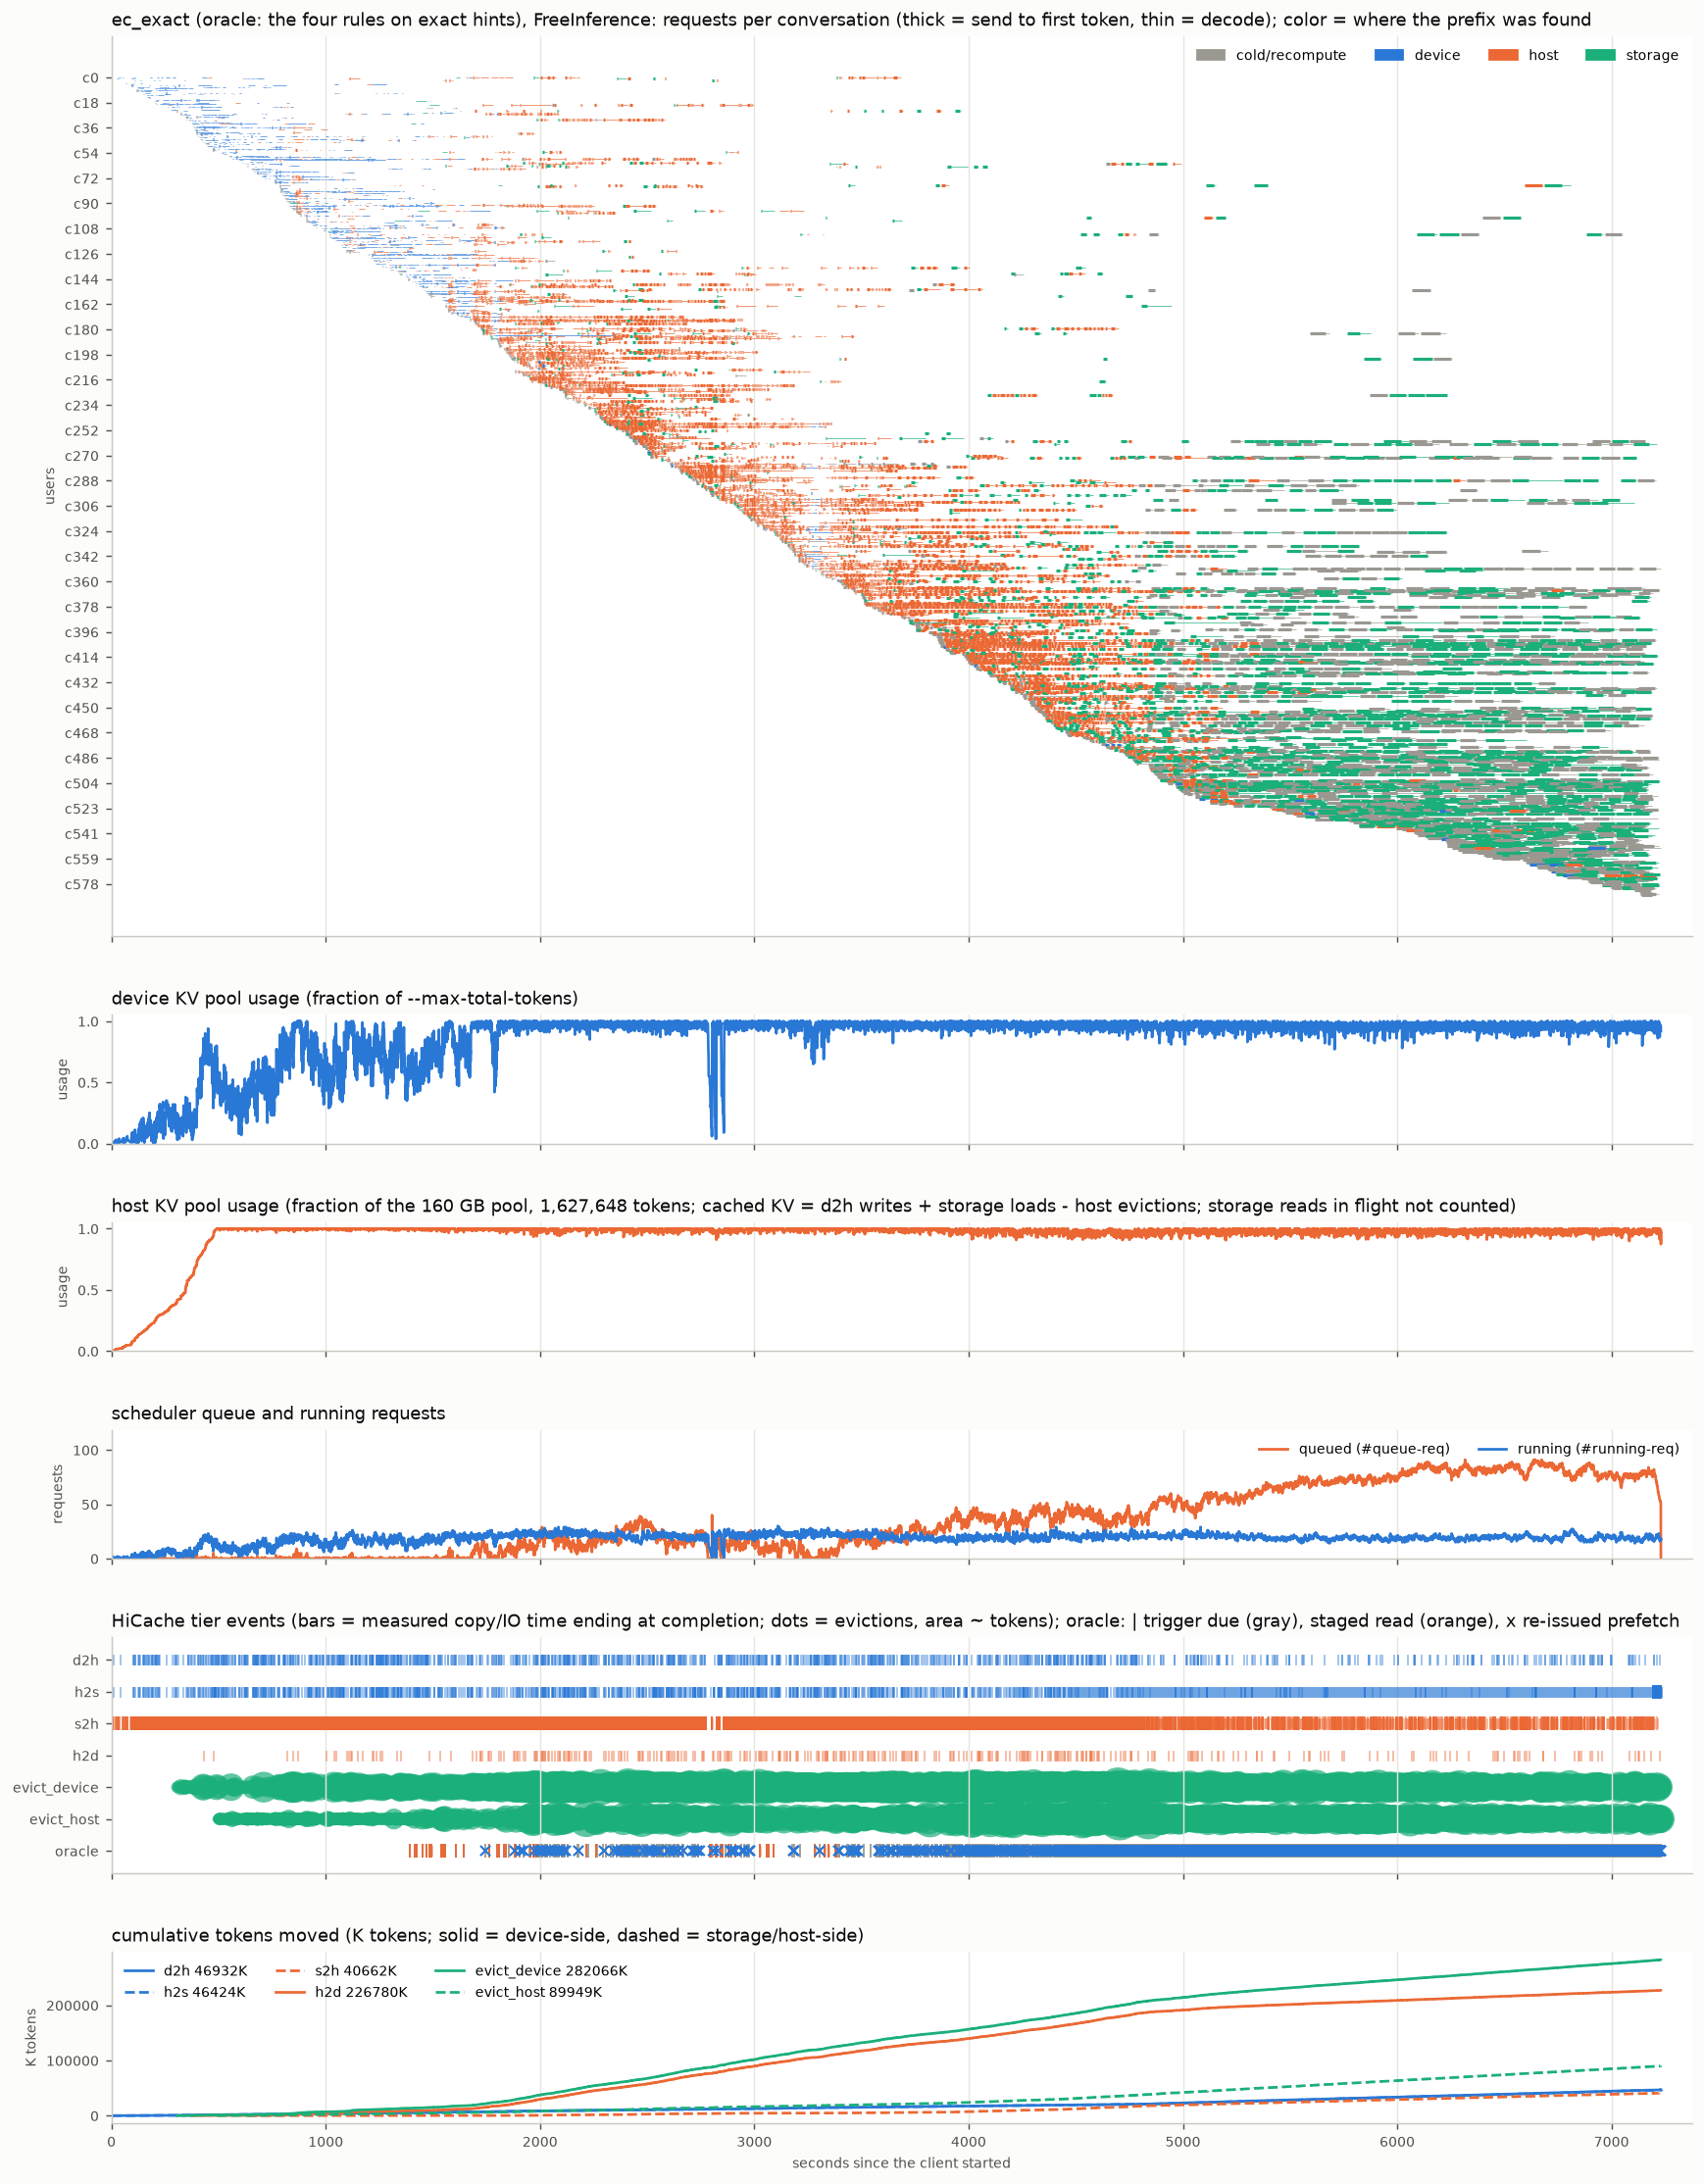 ec_exact (oracle: the four rules on exact hints), FreeInference: requests per conversation (thick = send to first token, thin = decode); color = where the prefix was found
cold/recompute device host storage
c0
c18
c36
c54
c72
c90
c108
c126
c144
c162
c180
c198
c216
c234
c252
c270
c288
c306
c324
c342
c360
c378
c396
c414
c432
c450
c468
c486
c504
c523
c541
c559
c578
users
device KV pool usage (fraction of --max-total-tokens)
1.0
0.5
0.0
usage
host KV pool usage (fraction of the 160 GB pool, 1,627,648 tokens; cached KV = d2h writes + storage loads - host evictions; storage reads in flight not counted)
1.0
0.5
0.0
usage
scheduler queue and running requests
queued (#queue-req) running (#running-req)
100
50
0
requests
HiCache tier events (bars = measured copy/IO time ending at completion; dots = evictions, area ~ tokens); oracle: | trigger due (gray), staged read (orange), x re-issued prefetch
d2h
h2s
s2h
h2d
evict_device
evict_host
oracle
cumulative tokens moved (K tokens; solid = device-side, dashed = storage/host-side)
d2h 46932K s2h 40662K evict_device 282066K
h2s 46424K h2d 226780K evict_host 89949K
200000
100000
0
K tokens
0 1000 2000 3000 4000 5000 6000 7000
seconds since the client started